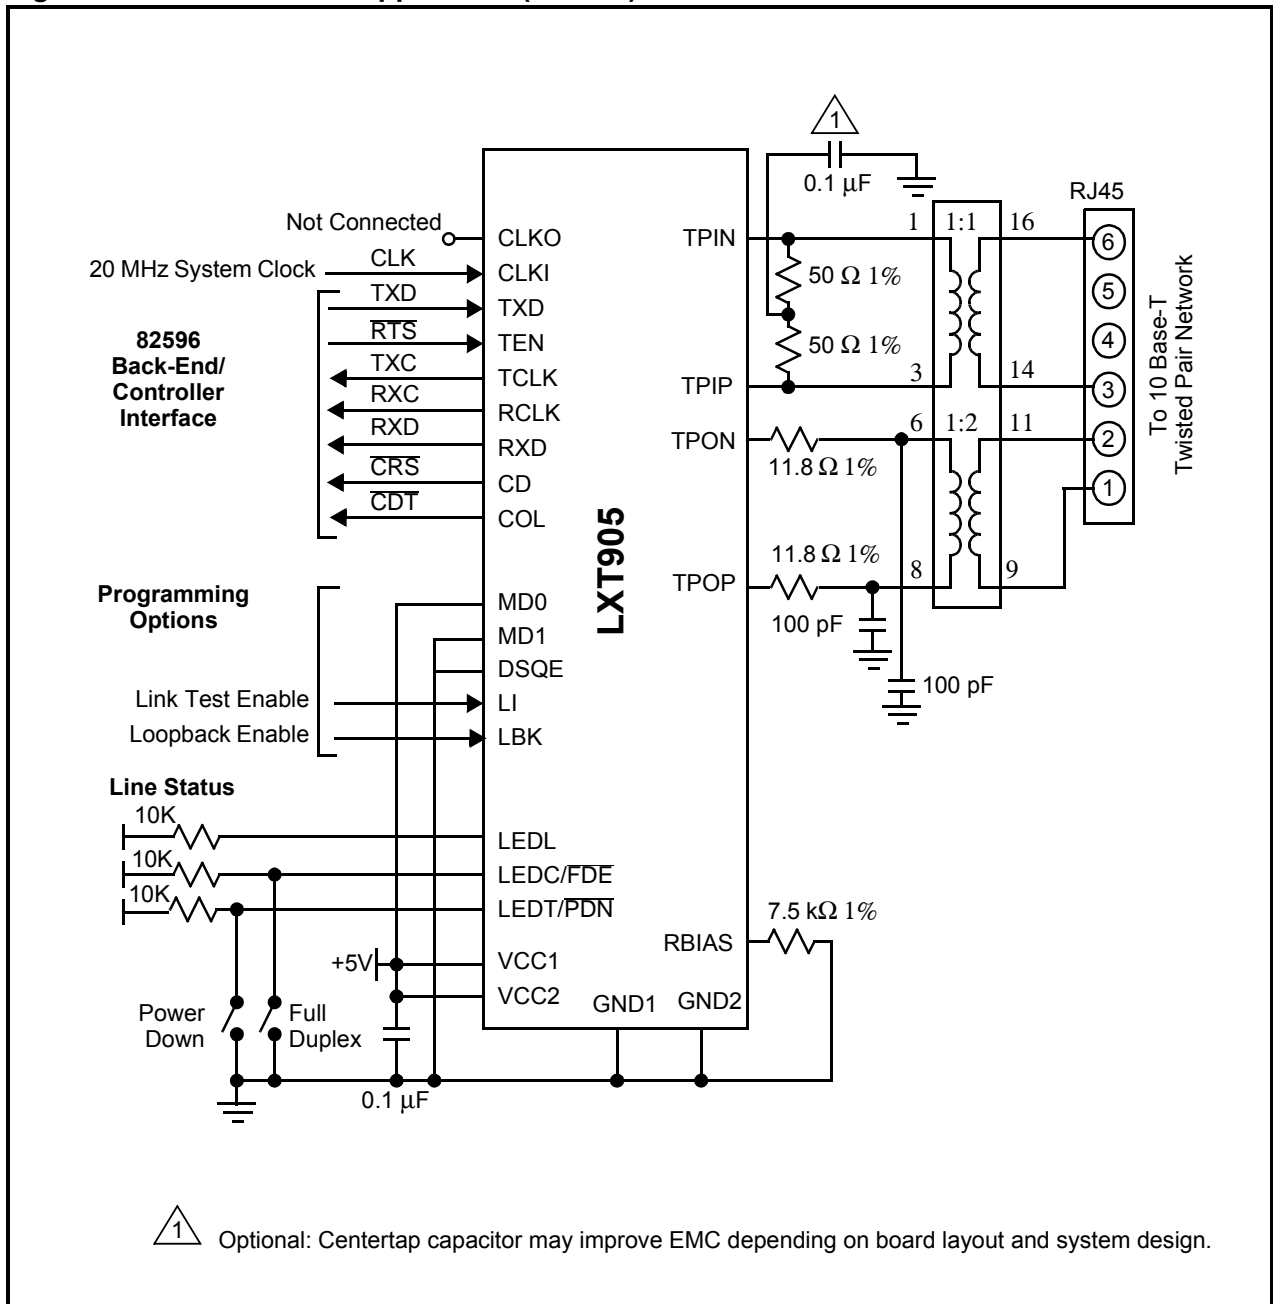 1
0.1 µF
RJ45
Not Connected
CLKO
TPIN
1
1:1
16
6
20 MHz System Clock
CLK
CLKI
50 Ω 1%
5
TXD
TXD
82596
Back-End/
Controller
Interface
RTS
TEN
50 Ω 1%
4
To 10 Base-T
Twisted Pair Network
TXC
TCLK
TPIP
3
14
3
RXC
RCLK
RXD
RXD
TPON
11.8 Ω 1%
6
1:2
11
2
CRS
CD
1
CDT
COL
LXT905
11.8 Ω 1%
TPOP
8
9
Programming
Options
MD0
100 pF
MD1
DSQE
100 pF
Link Test Enable
LI
Loopback Enable
LBK
Line Status
10K
LEDL
10K
LEDC/FDE
10K
LEDT/PDN
7.5 kΩ 1%
RBIAS
+5V
VCC1
VCC2
GND1
GND2
Power
Down
Full
Duplex
0.1 µF
1
Optional: Centertap capacitor may improve EMC depending on board layout and system design.